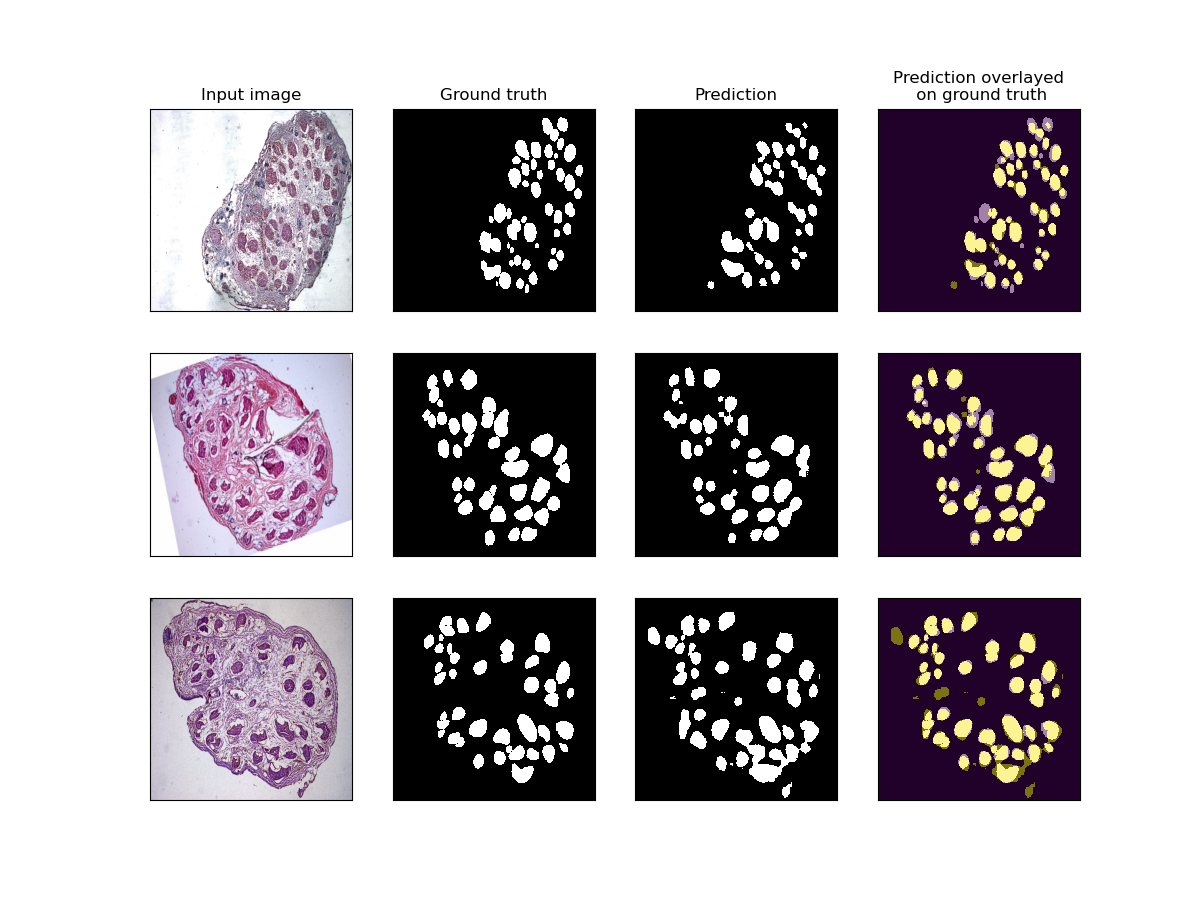 Input image
Ground truth
Prediction
Prediction overlayed
on ground truth